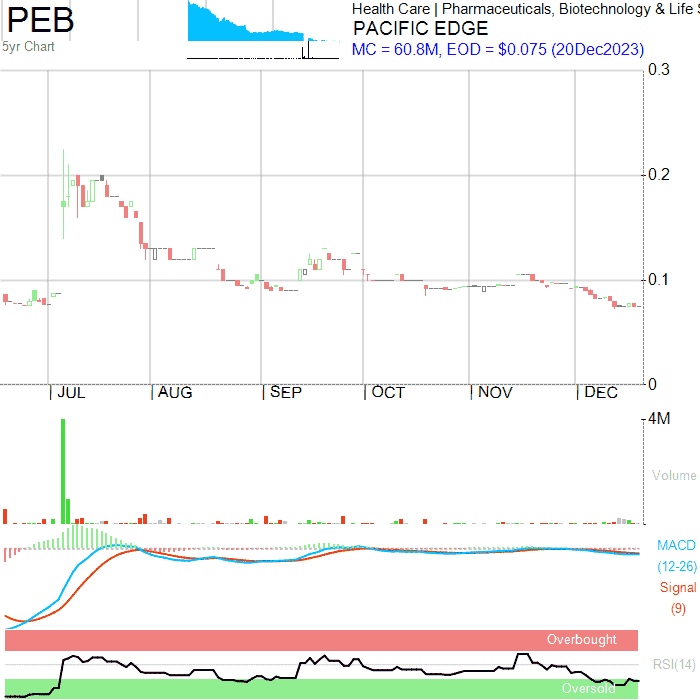 PEB
5yr Chart
Health Care | Pharmaceuticals, Biotechnology & Life S
PACIFIC EDGE
MC = 60.8M, EOD = $0.075 (20Dec2023)
0.3
0.2
0.1
0
JUL AUG SEP OCT NOV DEC
4M
Volume
MACD
(12-26)
Signal
(9)
Overbought
RSI(14)
Oversold